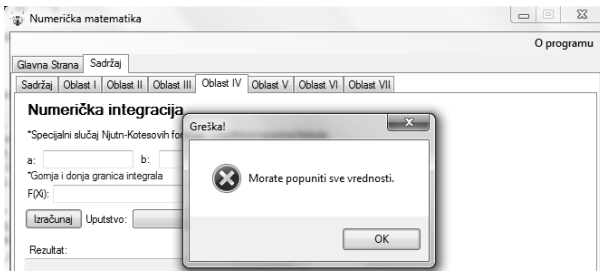 Numerička matematika
O programu
Glavna Strana Sadržaj
Sadržaj Oblast I Oblast II Oblast III Oblast IV Oblast V Oblast VI Oblast VII
Numerička integracija
*Specijalni slučaj Njutn-Kotesovih
a: b:
*Gornja i donja granica integrala
F(Xi):
Izračunaj Uputstvo:
Rezultat:
Greška!
Morate popuniti sve vrednosti.
OK